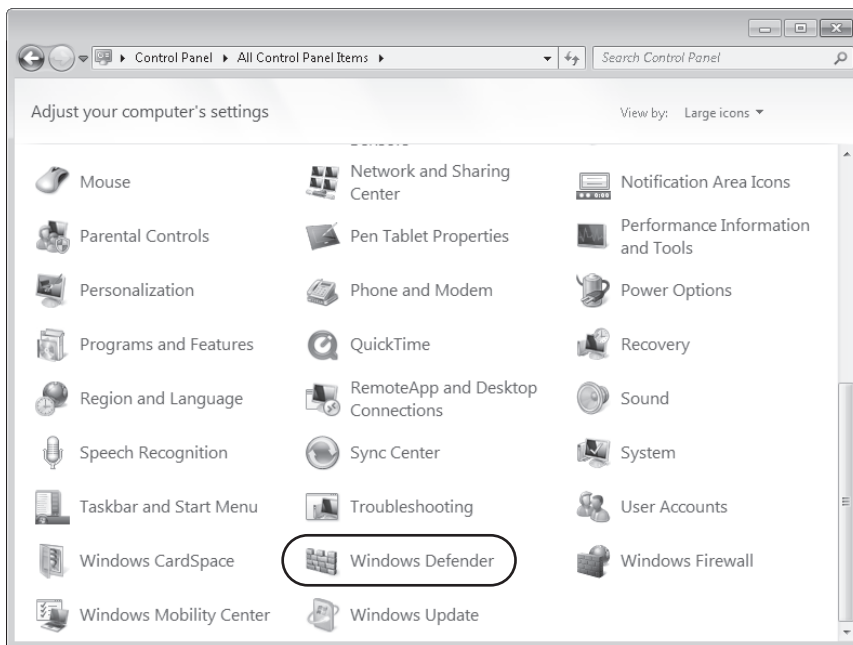 Control Panel All Control Panel Items Search Control Panel
Adjust your computer's settings View by: Large icons
Mouse
Network and Sharing
Center
Notification Area Icons
Parental Controls
Pen Tablet Properties
Performance Information
and Tools
Personalization
Phone and Modem
Power Options
Programs and Features
QuickTime
Recovery
Region and Language
RemoteApp and Desktop
Connections
Sound
Speech Recognition
Sync Center
System
Taskbar and Start Menu
Troubleshooting
User Accounts
Windows CardSpace
Windows Defender
Windows Firewall
Windows Mobility Center
Windows Update